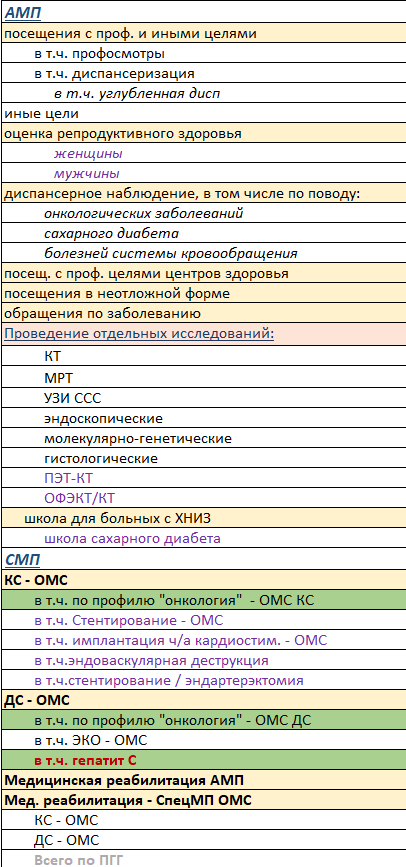 АМП
посещения с проф. и иными целями
в т.ч. профосмотры
в т.ч. диспансеризация
в т.ч. углубленная дисп
иные цели
оценка репродуктивного здоровья
женщины
мужчины
диспансерное наблюдение, в том числе по поводу:
онкологических заболеваний
сахарного диабета
болезней системы кровообращения
посещ. с проф. целями центров здоровья
посещения в неотложной форме
обращения по заболеванию
Проведение отдельных исследований:
КТ
МРТ
УЗИ ССС
эндоскопические
молекулярно-генетические
гистологические
ПЭТ-КТ
ОФЭКТ/КТ
школа для больных с ХНИЗ
школа сахарного диабета
СМП
КС - ОМС
в т.ч. по профилю "онкология" - ОМС КС
в т.ч. Стентирование - ОМС
в т.ч. имплантация ч/а кардиостим. - ОМС
в т.ч.эндоваскулярная деструкция
в т.ч.стентирование / эндартерэктомия
ДС - ОМС
в т.ч. по профилю "онкология" - ОМС ДС
в т.ч. ЭКО - ОМС
в т.ч. гепатит С
Медицинская реабилитация АМП
Мед. реабилитация - СпецМП ОМС
КС - ОМС
ДС - ОМС
Всего по ПГГ